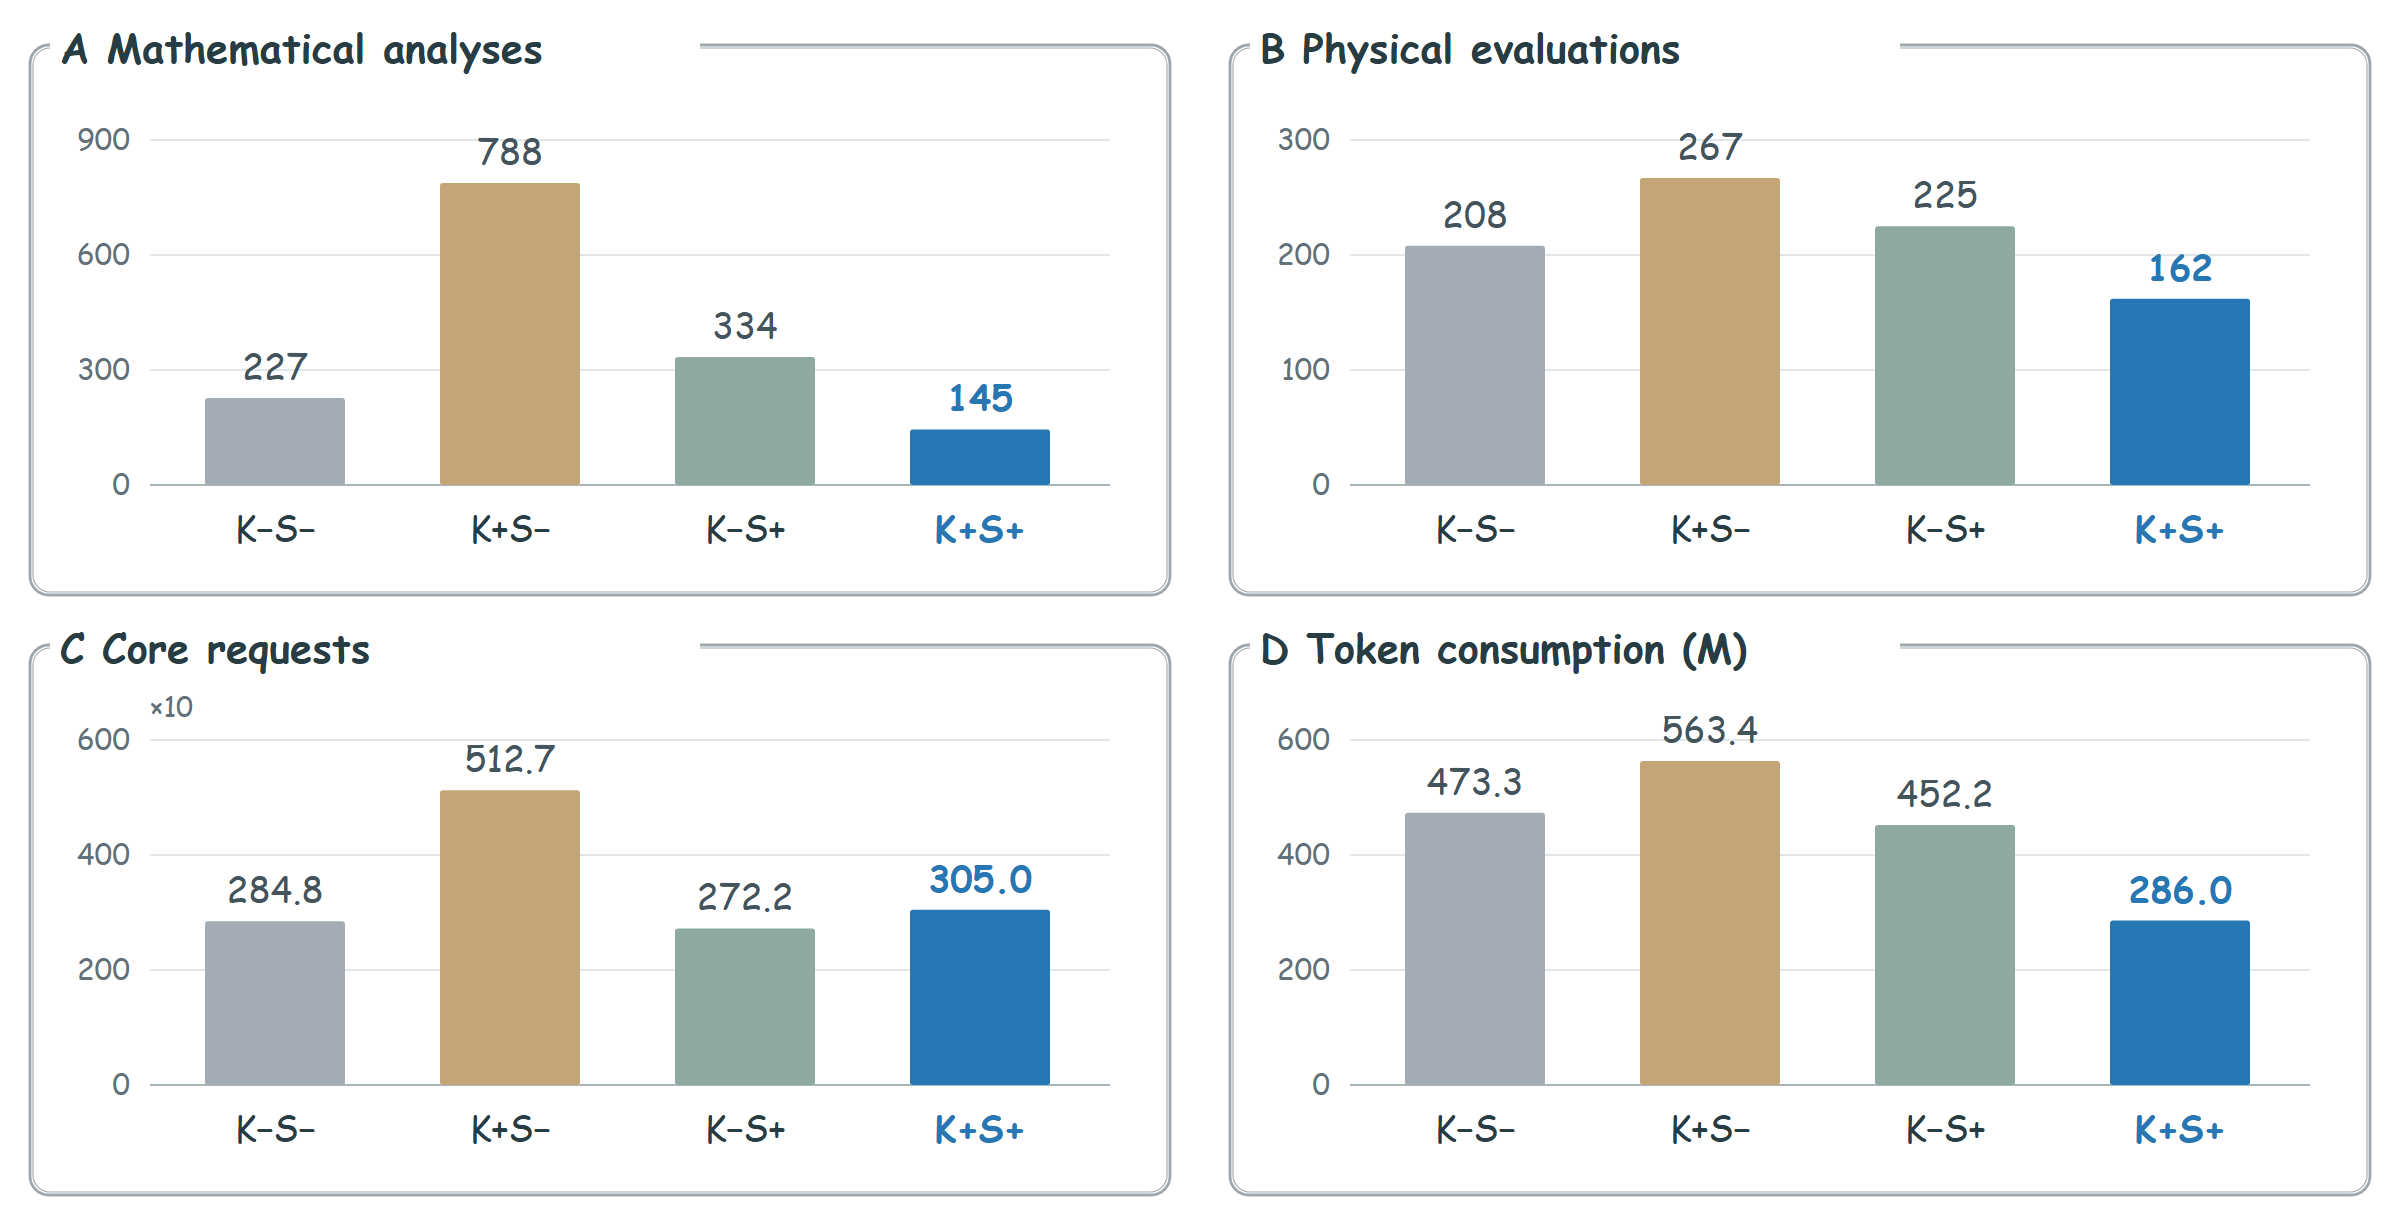 A Mathematical analyses
900
600
300
0
227
788
334
145
K−S−
K+S−
K−S+
K+S+
B Physical evaluations
300
200
100
0
208
267
225
162
K−S−
K+S−
K−S+
K+S+
C Core requests
×10
600
400
200
0
284.8
512.7
272.2
305.0
K−S−
K+S−
K−S+
K+S+
D Token consumption (M)
600
400
200
0
473.3
563.4
452.2
286.0
K−S−
K+S−
K−S+
K+S+